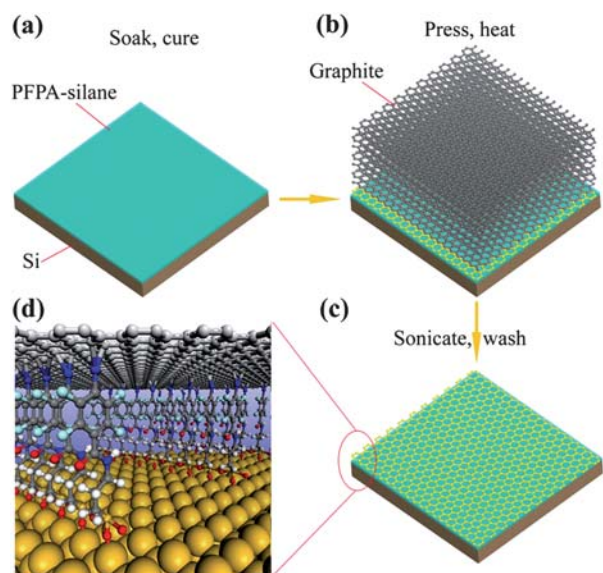 (a)
Soak, cure
PFPA-silane
Si
(b)
Press, heat
Graphite
(d)
(c)
Sonicate, wash